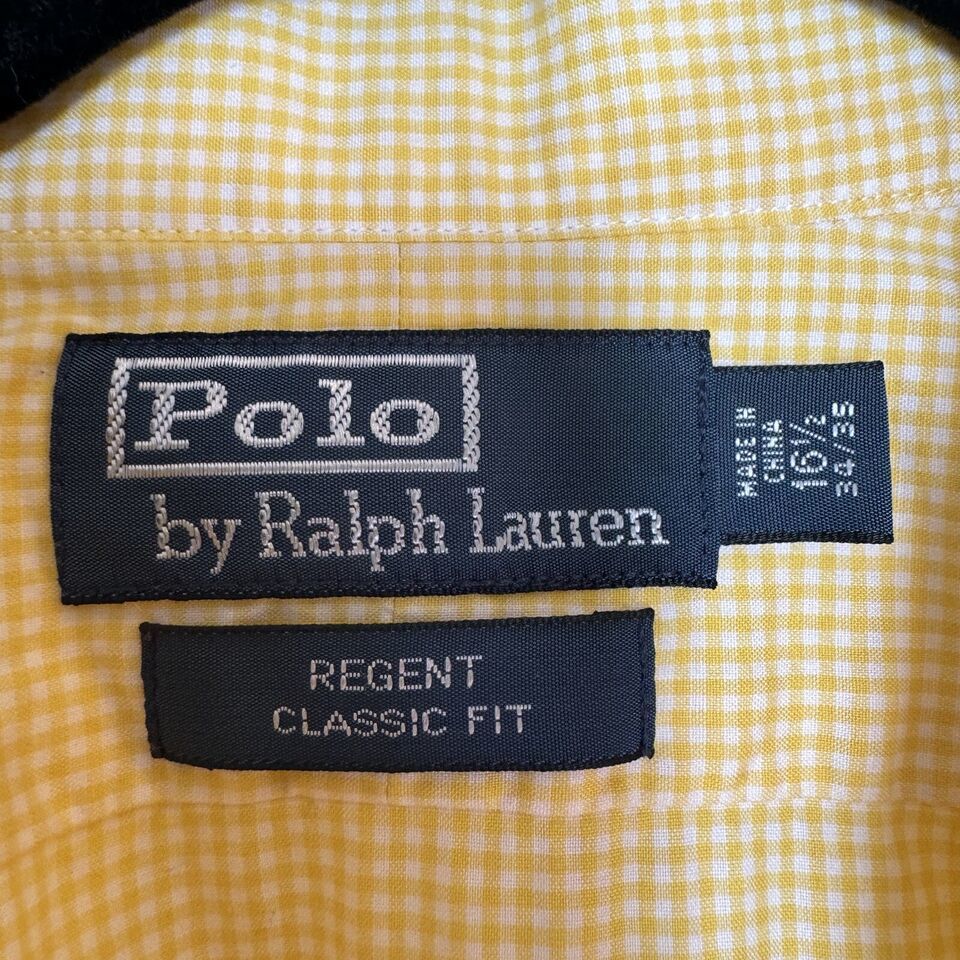 Polo
by Ralph Lauren
MADE IN
CHINA
16½
34/35
REGENT
CLASSIC FIT